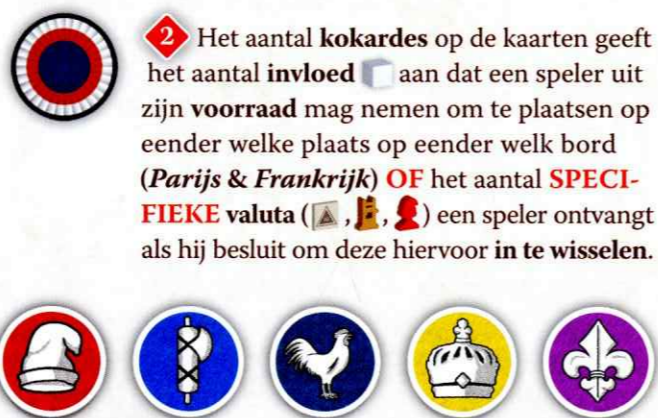 2 Het aantal kokardes op de kaarten geeft
het aantal invloed aan dat een speler uit
zijn voorraad mag nemen om te plaatsen op
eender welke plaats op eender welk bord
(Parijs & Frankrijk) OF het aantal SPECI-
FIEKE valuta ( , , ) een speler ontvangt
als hij besluit om deze hiervoor in te wisselen.